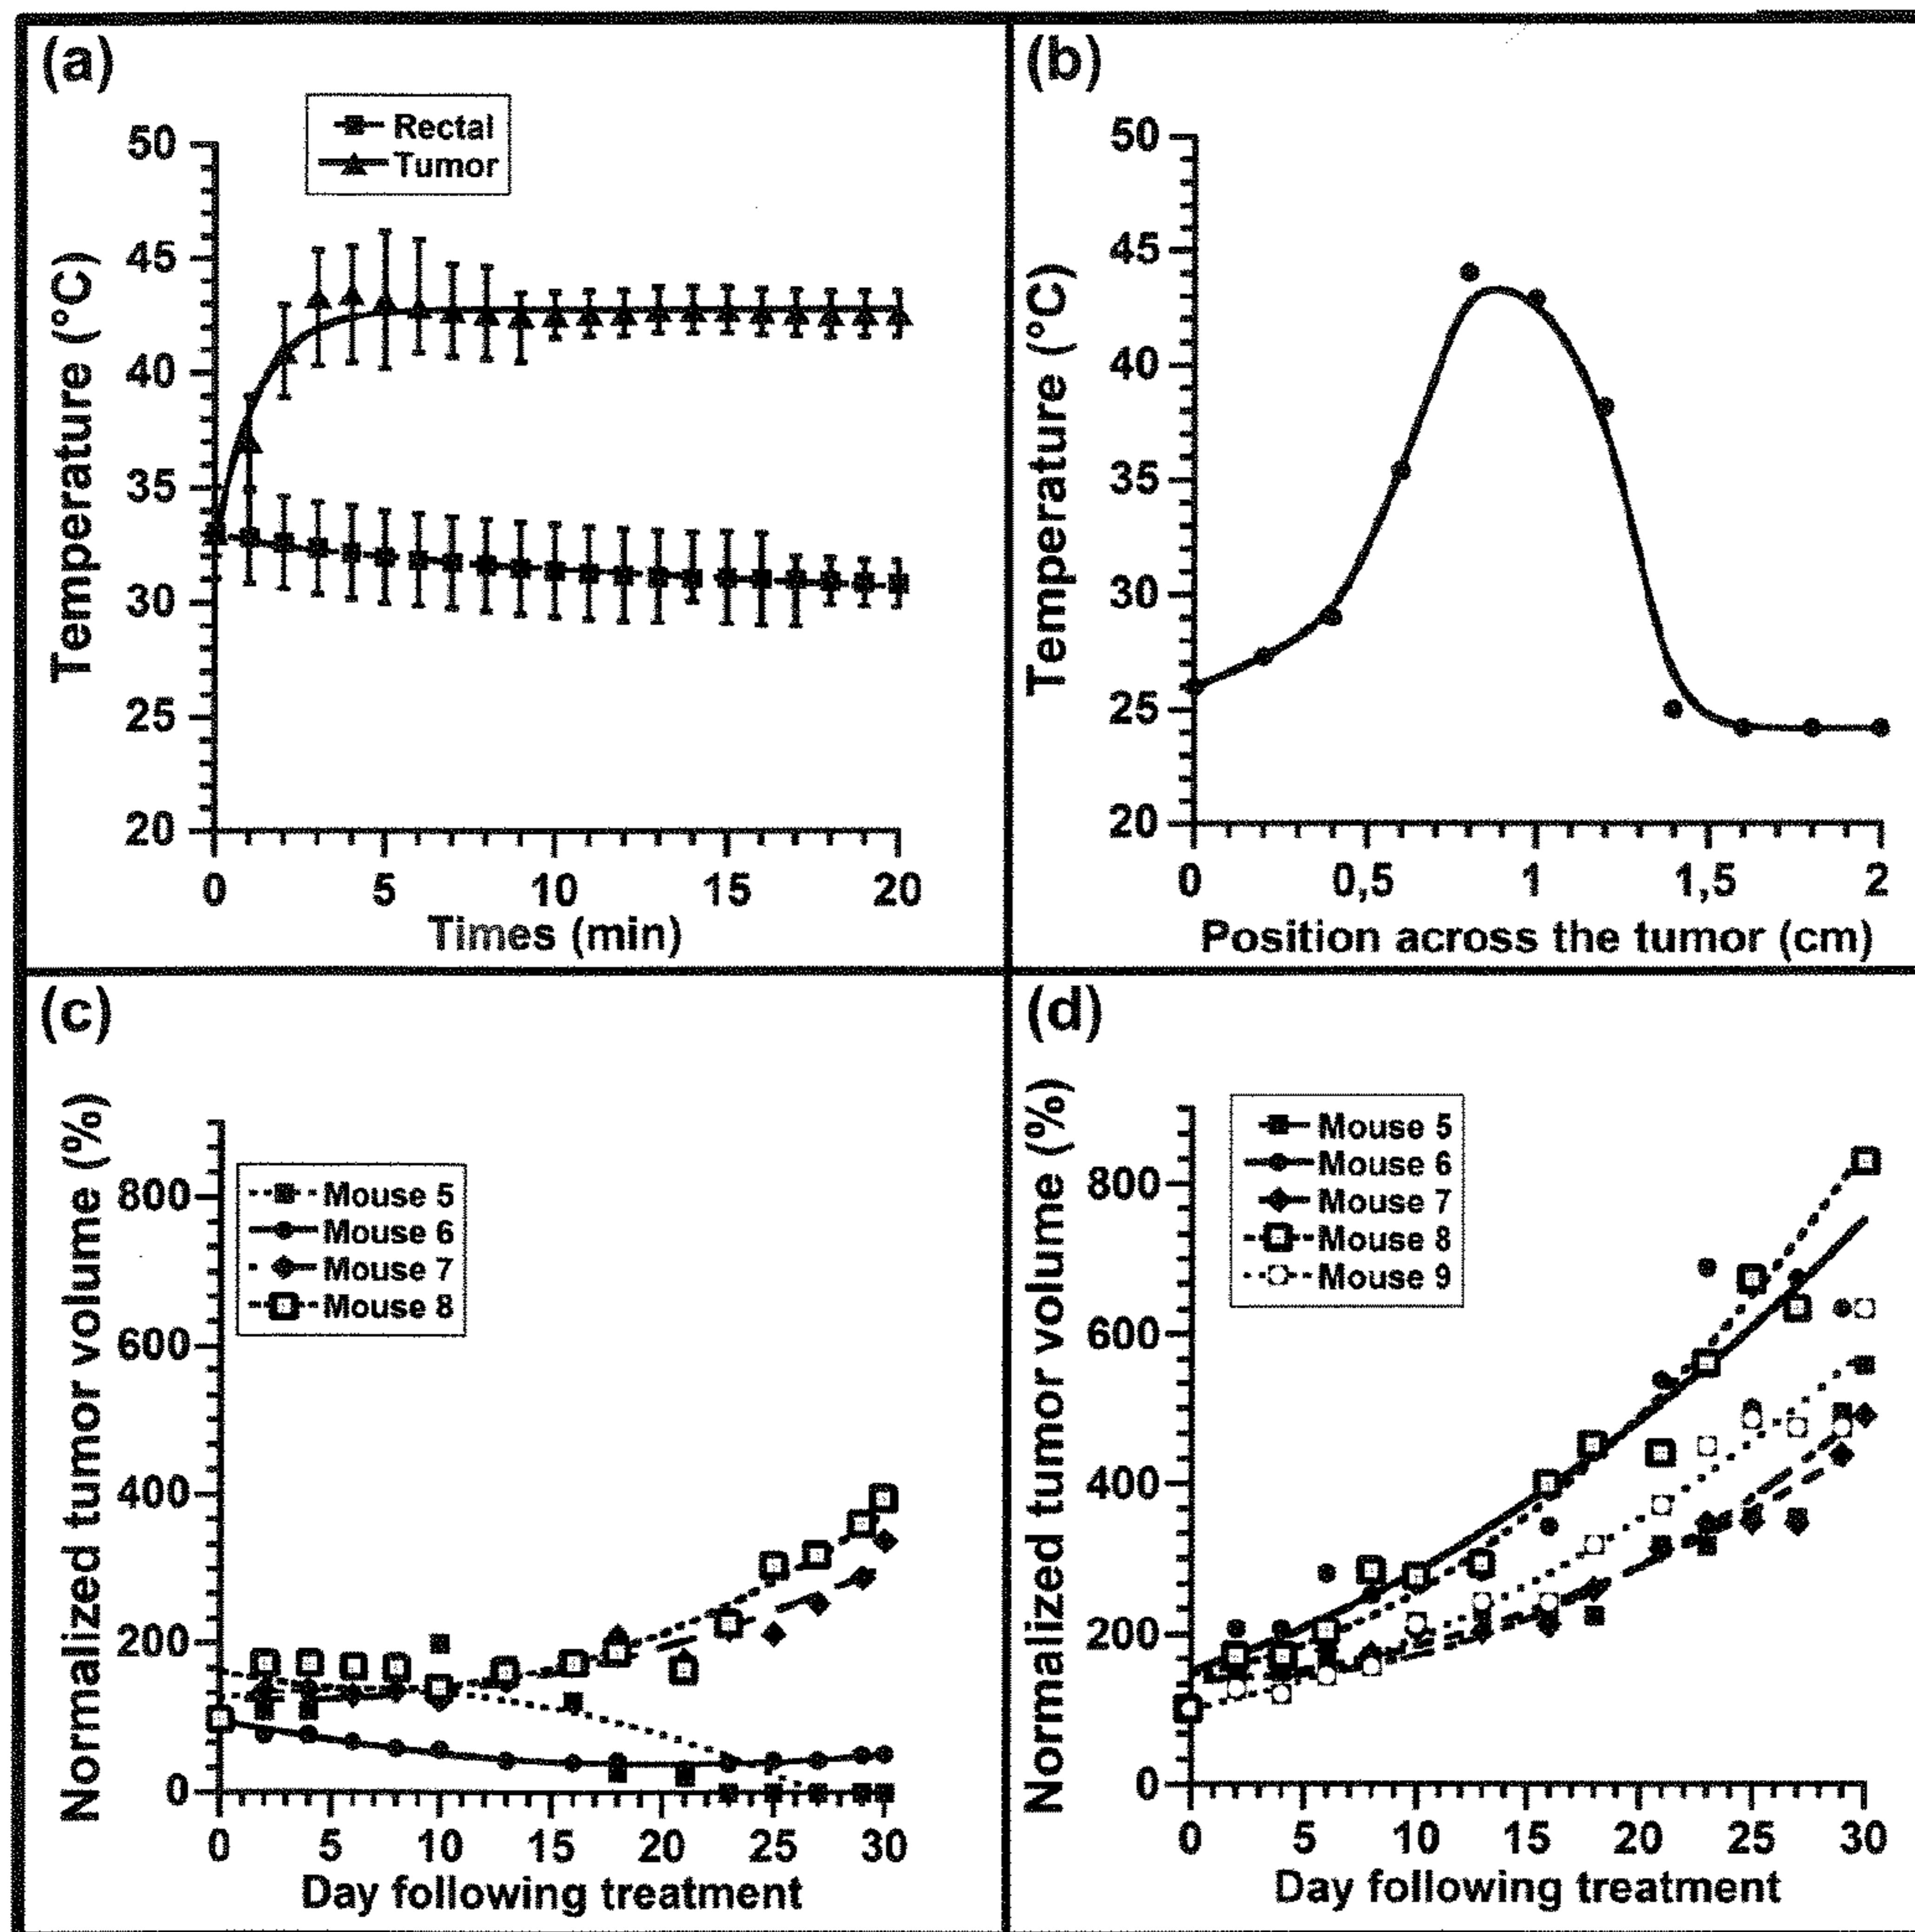 (a)
Rectal
Tumor
Temperature (°C)
50
45
40
35
30
25
20
0 5 10 15 20
Times (min)
(b)
Temperature (°C)
50
45
40
35
30
25
20
0 0,5 1 1,5 2
Position across the tumor (cm)
(c)
Normalized tumor volume (%)
Mouse 5
Mouse 6
Mouse 7
Mouse 8
800
600
400
200
0
0 5 10 15 20 25 30
Day following treatment
(d)
Normalized tumor volume (%)
Mouse 5
Mouse 6
Mouse 7
Mouse 8
Mouse 9
800
600
400
200
0
0 5 10 15 20 25 30
Day following treatment